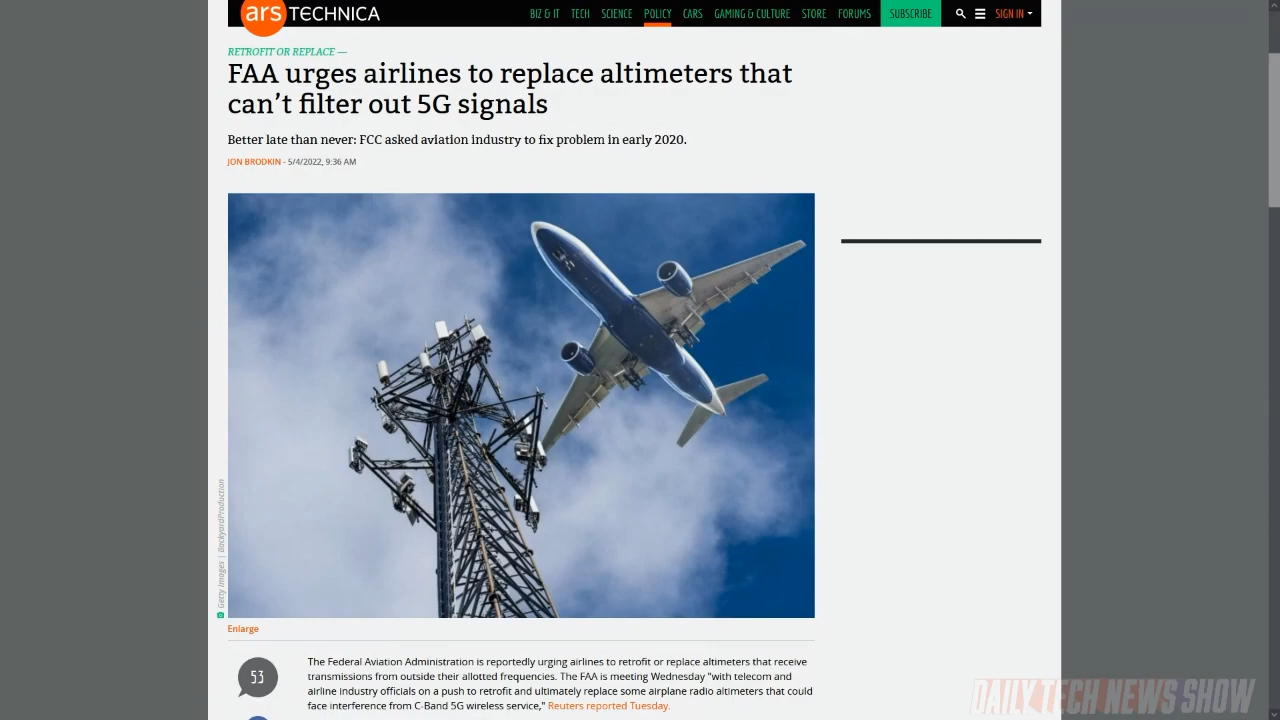 ars TECHNICA
BIZ & IT TECH SCIENCE POLICY CARS GAMING & CULTURE STORE FORUMS SUBSCRIBE SIGN IN
RETROFIT OR REPLACE —
FAA urges airlines to replace altimeters that
can't filter out 5G signals
Better late than never: FCC asked aviation industry to fix problem in early 2020.
JON BRODKIN - 5/4/2022, 9:36 AM
Getty Images | BackyardProduction
Enlarge
53
The Federal Aviation Administration is reportedly urging airlines to retrofit or replace altimeters that receive
transmissions from outside their allotted frequencies. The FAA is meeting Wednesday "with telecom and
airline industry officials on a push to retrofit and ultimately replace some airplane radio altimeters that could
face interference from C-Band 5G wireless service," Reuters reported Tuesday.
DAILY TECH NEWS SHOW